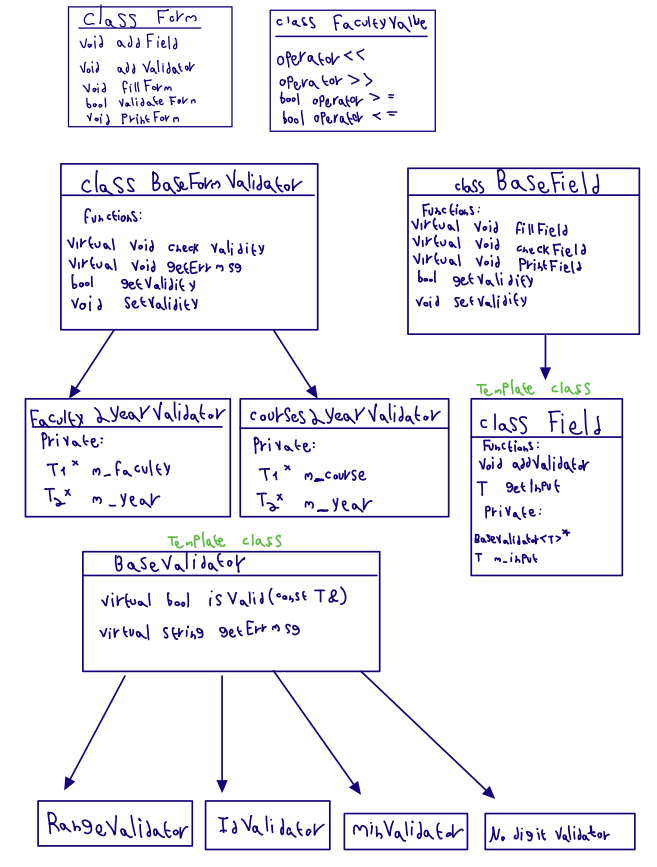 class Form
void addField
void addValidator
void fillForm
bool validateForm
void PrintForm
class FacultyValue
operator <<
operator >>
bool operator > =
bool operator < =
class BaseFormValidator
Functions:
virtual void check validity
virtual void getErrmsg
bool getValidity
void setValidity
class BaseField
Functions:
virtual void fillField
virtual void checkField
virtual void PrintField
bool getValidity
void setValidity
Faculty2yearValidator
Private:
T1* m_faculty
T2* m_year
courses2yearValidator
Private:
T1* m_course
T2* m_year
Template class
class Field
Functions:
void addValidator
T getInput
Private:
BaseValidator<T>*
T m_input
Template class
BaseValidator
virtual bool isValid(const T&)
virtual string getErrmsg
RangeValidator
IdValidator
minValidator
No digit validator